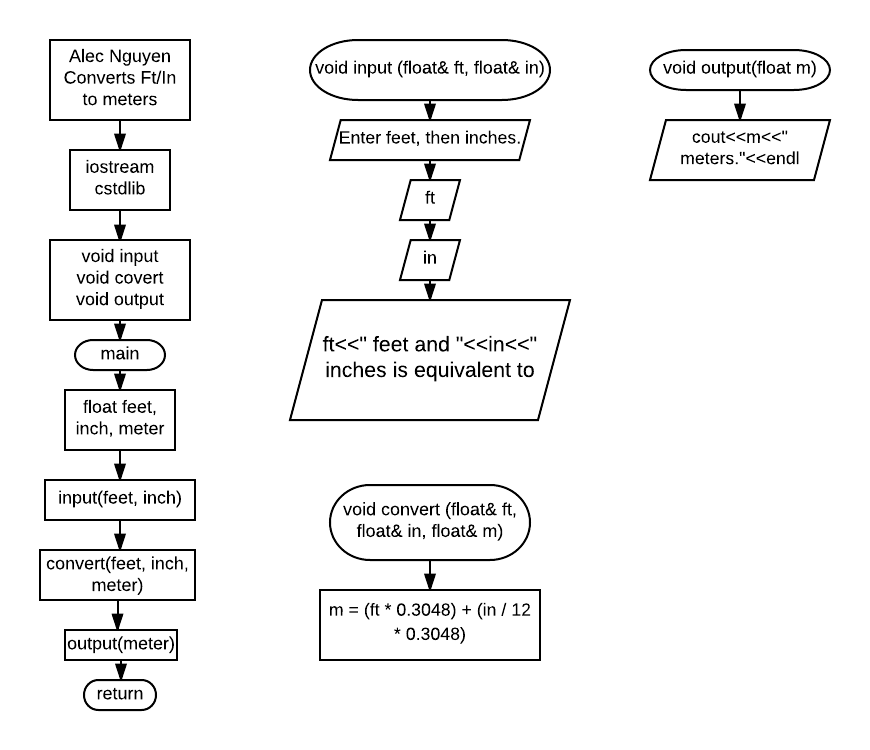 Alec Nguyen
Converts Ft/In
to meters
iostream
cstdlib
void input
void covert
void output
main
float feet,
inch, meter
input(feet, inch)
convert(feet, inch,
meter)
output(meter)
return
void input (float& ft, float& in)
Enter feet, then inches.
ft
in
ft<<" feet and "<<in<<"
inches is equivalent to
void convert (float& ft,
float& in, float& m)
m = (ft * 0.3048) + (in / 12
* 0.3048)
void output(float m)
cout<<m<<"
meters."<<endl